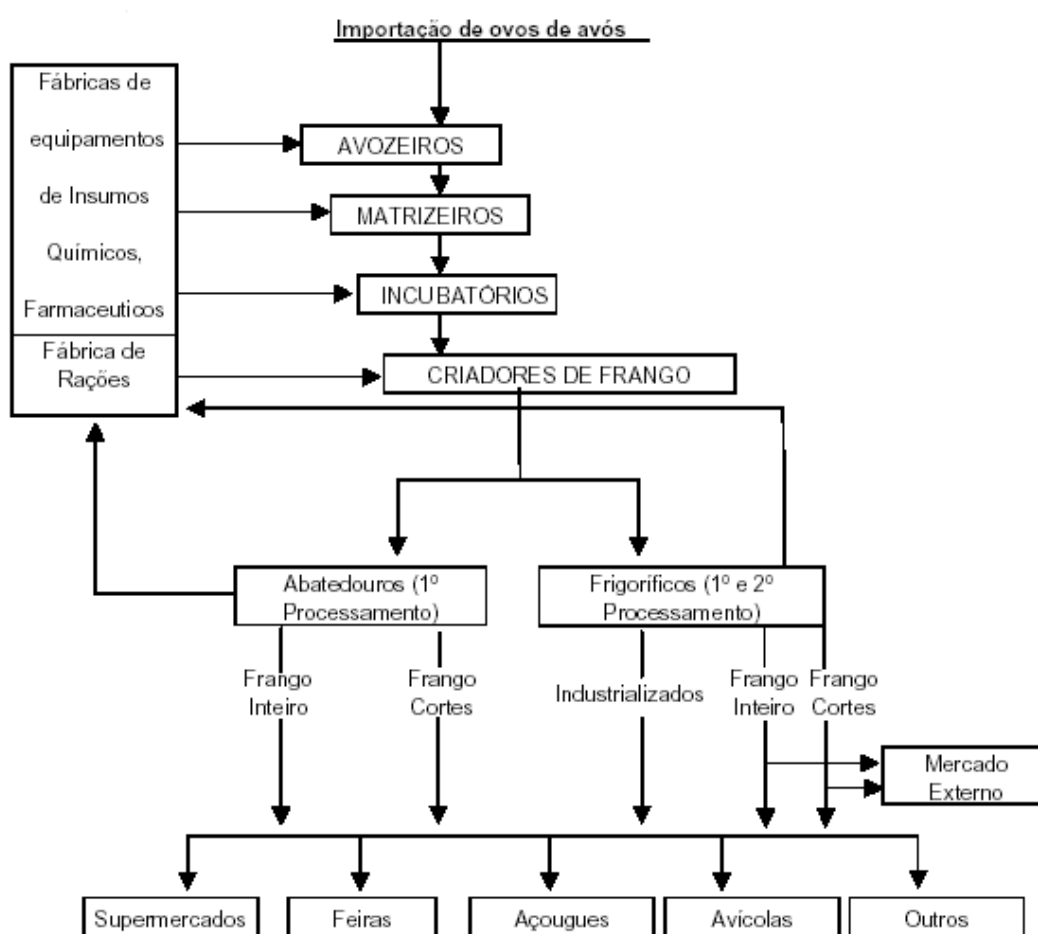 Importação de ovos de avós
Fábricas de
equipamentos
de Insumos
Químicos,
Farmaceuticos
Fábrica de
Rações
AVOZEIROS
MATRIZEIROS
INCUBATÓRIOS
CRIADORES DE FRANGO
Abatedouros (1º
Processamento)
Frigoríficos (1º e 2º
Processamento)
Frango
Inteiro
Frango
Cortes
Industrializados
Frango
Inteiro
Frango
Cortes
Mercado
Externo
Supermercados
Feiras
Açougues
Avícolas
Outros